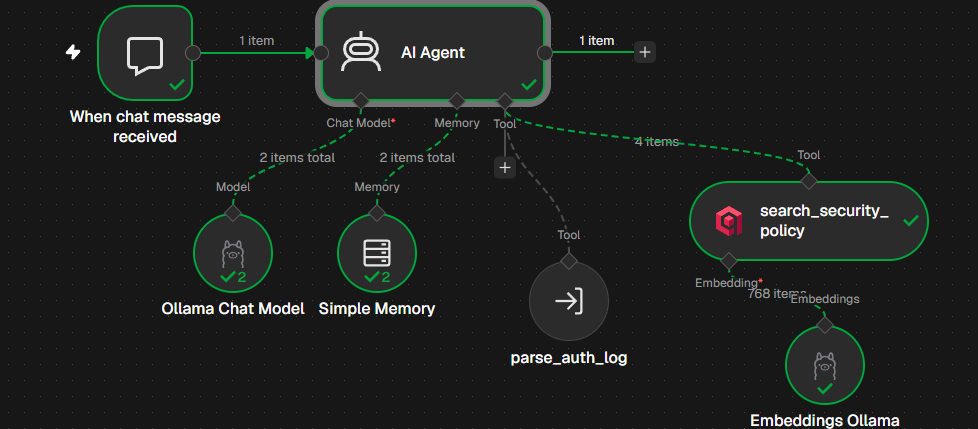 1 item
AI Agent
1 item
When chat message
received
Chat Model*
Memory
Tool
2 items total
2 items total
4 items
Tool
Model
Memory
search_security_
policy
2
2
Tool
Ollama Chat Model
Simple Memory
Embedding*
768 items
Embeddings
parse_auth_log
Embeddings Ollama